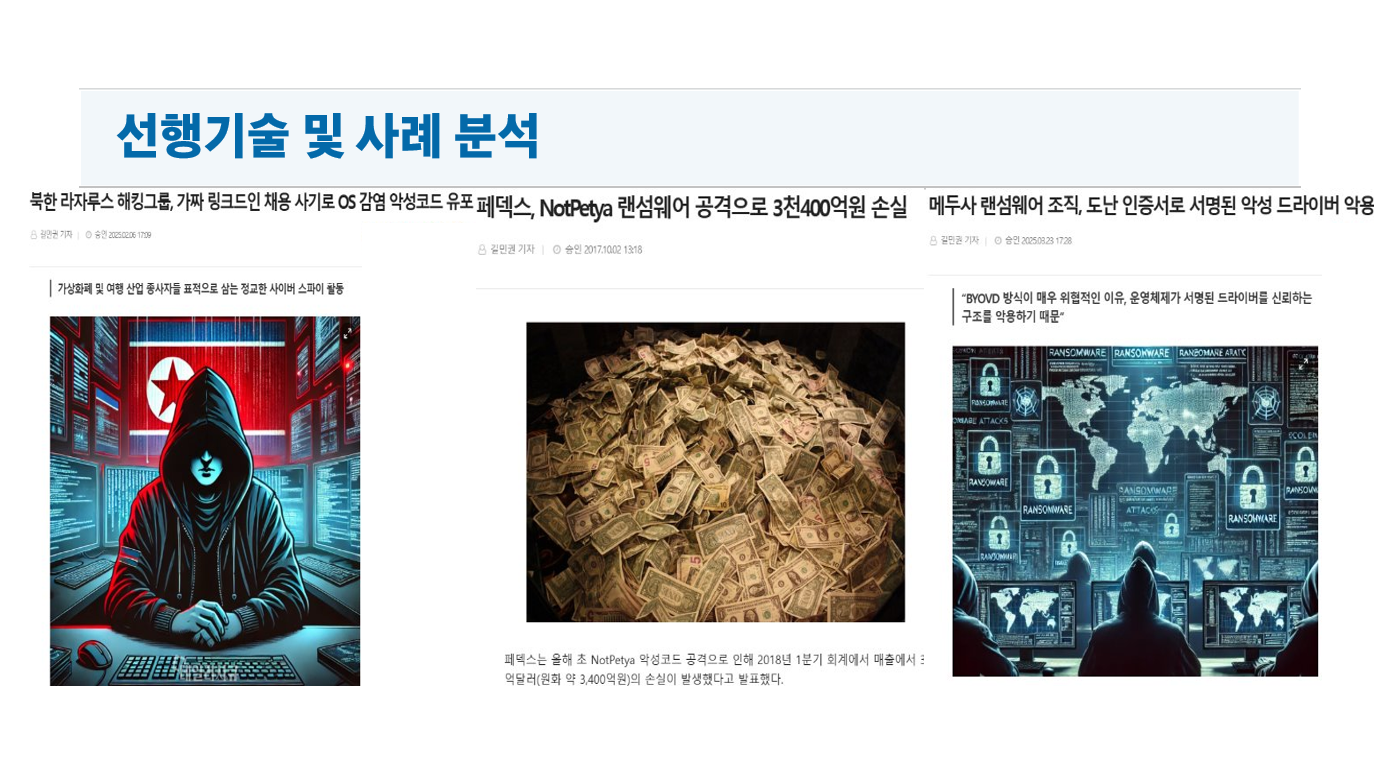 선행기술 및 사례 분석
북한 라자루스 해킹그룹, 가짜 링크드인 채용 사기로 OS 감염 악성코드 유포
길민권 기자 | 승인 2025.02.06 17:09
가상화폐 및 여행 산업 종사자들 표적으로 삼는 정교한 사이버 스파이 활동
페덱스, NotPetya 랜섬웨어 공격으로 3천400억원 손실
길민권 기자 | 승인 2017.10.02 13:18
페덱스는 올해 초 NotPetya 악성코드 공격으로 인해 2018년 1분기 회계에서 매출에서 3
억달러(원화 약 3,400억원)의 손실이 발생했다고 발표했다.
메두사 랜섬웨어 조직, 도난 인증서로 서명된 악성 드라이버 악용
길민권 기자 | 승인 2025.03.23 17:28
“BYOVD 방식이 매우 위협적인 이유, 운영체제가 서명된 드라이버를 신뢰하는
구조를 악용하기 때문”
RANSOMWARE
RANSOMWARE
RANSOMWARE
RANSOMWARE
RANSOMWARE
ATTACKS
RANSOMWARE
RANSOMWARE
RANSOMWARE